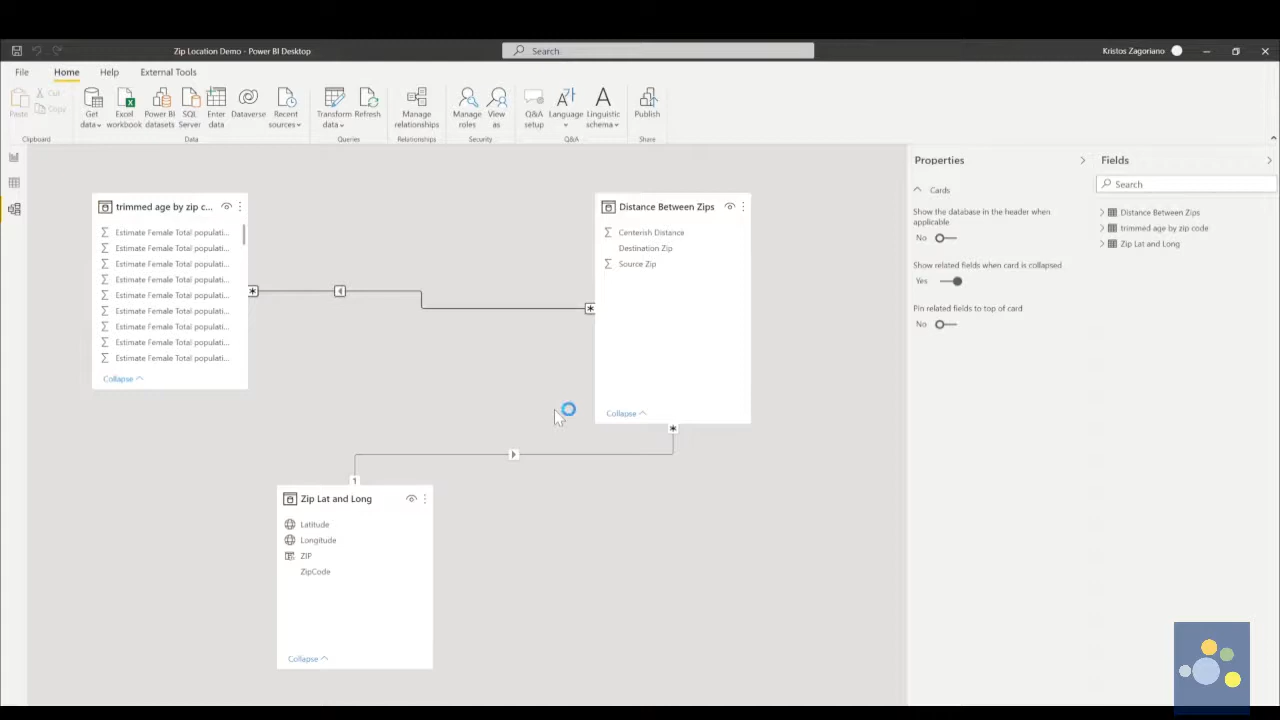 Zip Location Demo - Power BI Desktop
Search
Kristos Zagoriano
File Home Help External Tools
Paste
Cut
Copy
Clipboard
Get data
Excel workbook
Power BI datasets
SQL Server
Enter data
Dataverse
Recent sources
Data
Transform data
Refresh
Queries
Manage relationships
Relationships
Manage roles
View as
Security
Q&A setup
Language
Linguistic schema
Q&A
Publish
Share
trimmed age by zip c...
Estimate Female Total populati...
Estimate Female Total populati...
Estimate Female Total populati...
Estimate Female Total populati...
Estimate Female Total populati...
Estimate Female Total populati...
Estimate Female Total populati...
Estimate Female Total populati...
Estimate Female Total populati...
Collapse
Distance Between Zips
Centerish Distance
Destination Zip
Source Zip
Collapse
1
Zip Lat and Long
Latitude
Longitude
ZIP
ZipCode
Collapse
Properties
Cards
Show the database in the header when
applicable
No
Show related fields when card is collapsed
Yes
Pin related fields to top of card
No
Fields
Search
Distance Between Zips
trimmed age by zip code
Zip Lat and Long